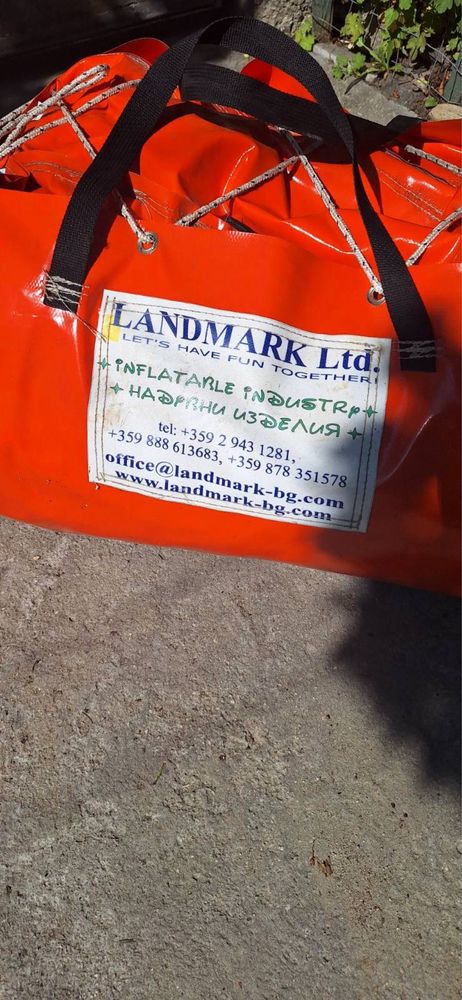 LANDMARK Ltd.
LET'S HAVE FUN TOGETHER!
INFLATABLE INDUSTRY
НАДУВНИ ИЗДЕЛИЯ
tel: +359 2 943 1281,
+359 888 613683, +359 878 351578
office@landmark-bg.com
www.landmark-bg.com